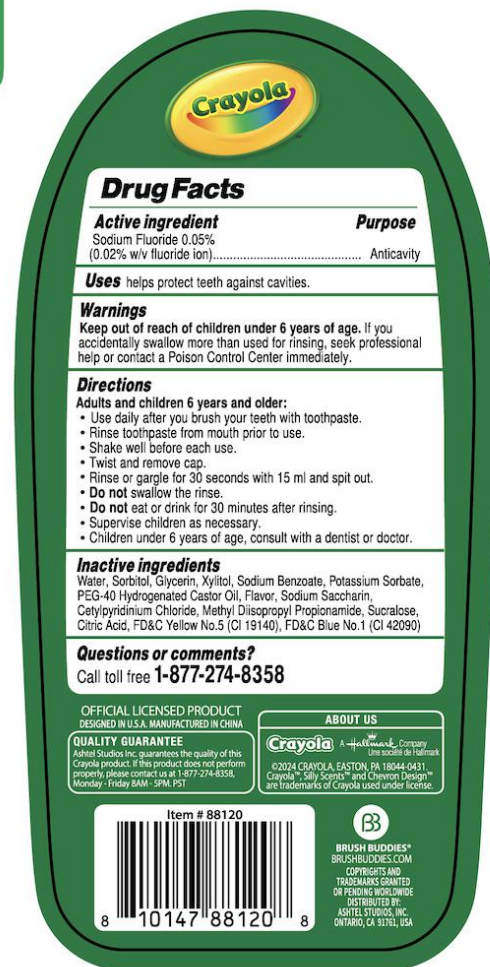 Crayola
Drug Facts
Active ingredient Purpose
Sodium Fluoride 0.05%
(0.02% w/v fluoride ion)............................................. Anticavity
Uses helps protect teeth against cavities.
Warnings
Keep out of reach of children under 6 years of age. If you
accidentally swallow more than used for rinsing, seek professional
help or contact a Poison Control Center immediately.
Directions
Adults and children 6 years and older:
• Use daily after you brush your teeth with toothpaste.
• Rinse toothpaste from mouth prior to use.
• Shake well before each use.
• Twist and remove cap.
• Rinse or gargle for 30 seconds with 15 ml and spit out.
• Do not swallow the rinse.
• Do not eat or drink for 30 minutes after rinsing.
• Supervise children as necessary.
• Children under 6 years of age, consult with a dentist or doctor.
Inactive ingredients
Water, Sorbitol, Glycerin, Xylitol, Sodium Benzoate, Potassium Sorbate,
PEG-40 Hydrogenated Castor Oil, Flavor, Sodium Saccharin,
Cetylpyridinium Chloride, Methyl Diisopropyl Propionamide, Sucralose,
Citric Acid, FD&C Yellow No.5 (CI 19140), FD&C Blue No.1 (CI 42090)
Questions or comments?
Call toll free 1-877-274-8358
OFFICIAL LICENSED PRODUCT
DESIGNED IN U.S.A. MANUFACTURED IN CHINA
QUALITY GUARANTEE
Ashtel Studios Inc. guarantees the quality of this
Crayola product. If this product does not perform
properly, please contact us at 1-877-274-8358,
Monday - Friday 8AM - 5PM. PST
ABOUT US
Crayola A Hallmark Company
Une société de Hallmark
©2024 CRAYOLA, EASTON, PA 18044-0431.
Crayola™, Silly Scents™ and Chevron Design™
are trademarks of Crayola used under license.
Item # 88120
8 10147 88120 8
BB
BRUSH BUDDIES®
BRUSHBUDDIES.COM
COPYRIGHTS AND
TRADEMARKS GRANTED
OR PENDING WORLDWIDE
DISTRIBUTED BY:
ASHTEL STUDIOS, INC.
ONTARIO, CA 91761, USA